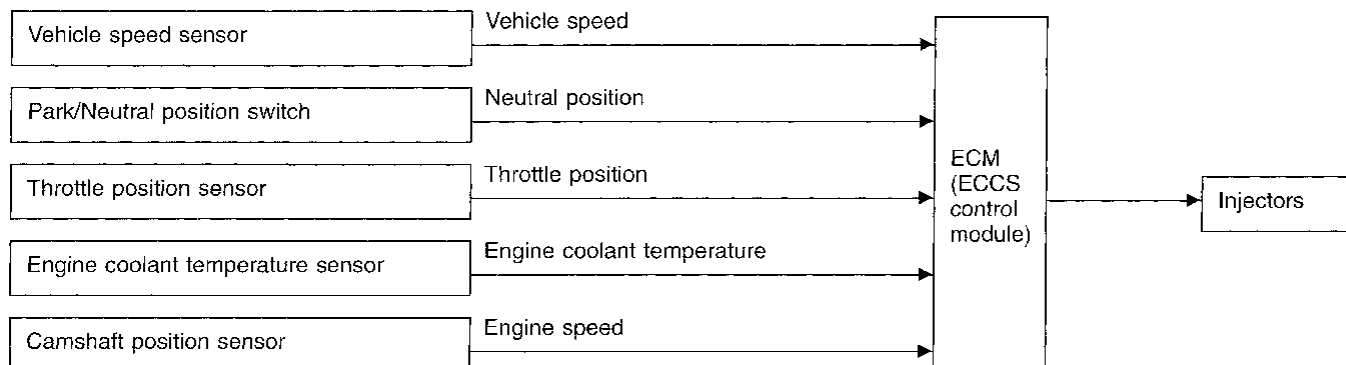 Vehicle speed sensor
Vehicle speed
Park/Neutral position switch
Neutral position
Throttle position sensor
Throttle position
Engine coolant temperature sensor
Engine coolant temperature
Camshaft position sensor
Engine speed
ECM
(ECCS
control
module)
Injectors